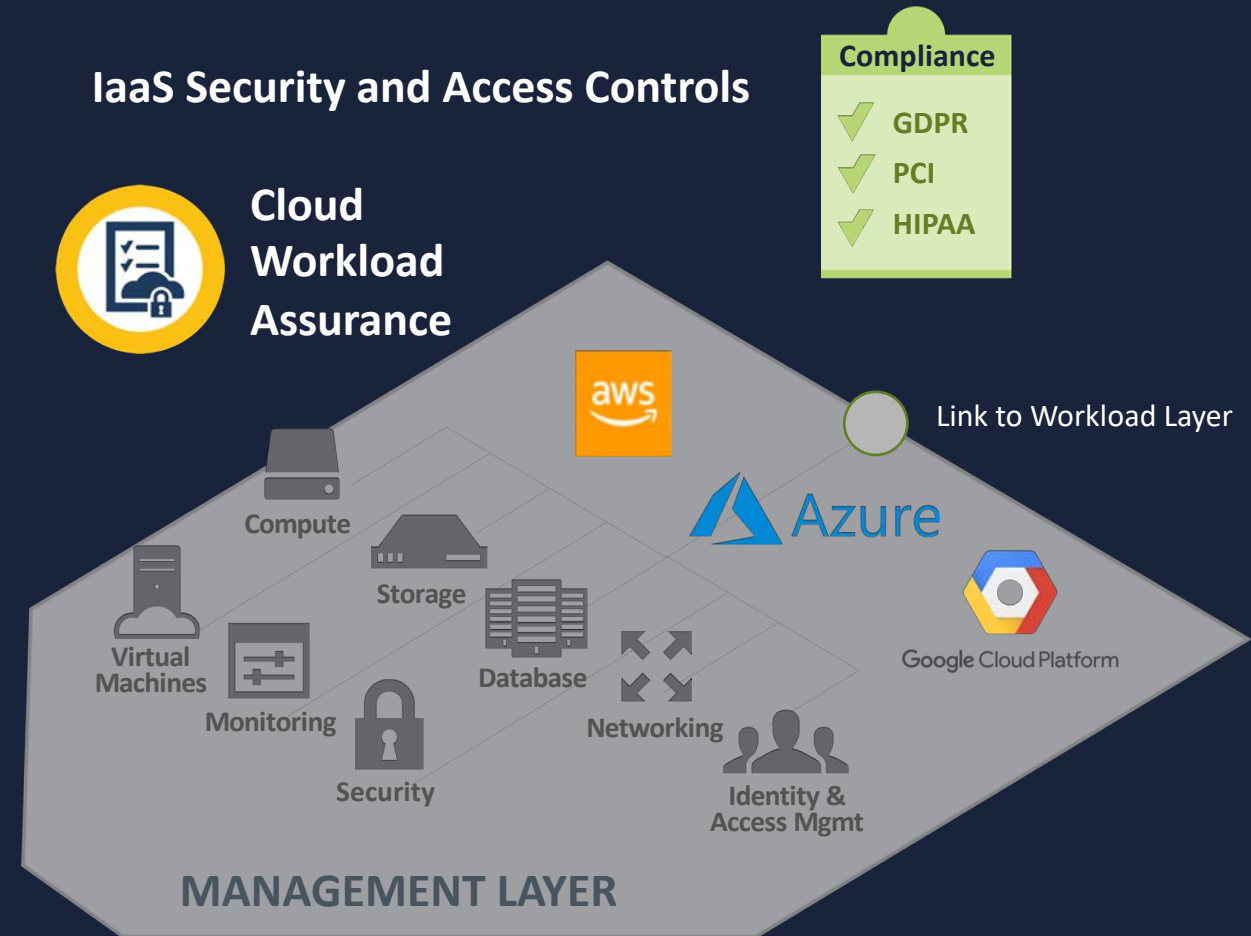 IaaS Security and Access Controls
Compliance
GDPR
PCI
HIPAA
Cloud
Workload
Assurance
aws
Link to Workload Layer
Azure
Compute
Storage
Virtual
Machines
Database
Google Cloud Platform
Monitoring
Networking
Security
Identity &
Access Mgmt
MANAGEMENT LAYER